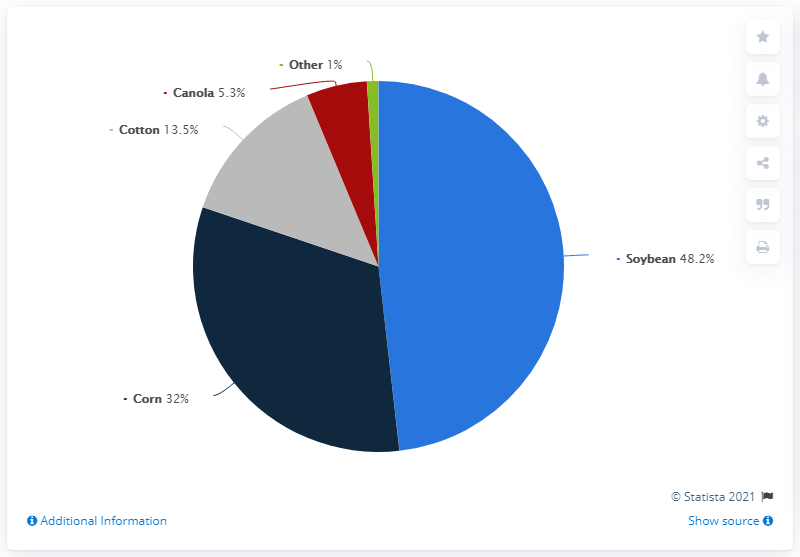 Other 1%
Canola 5.3%
Cotton 13.5%
Soybean 48.2%
Corn 32%
© Statista 2021
Additional Information
Show source